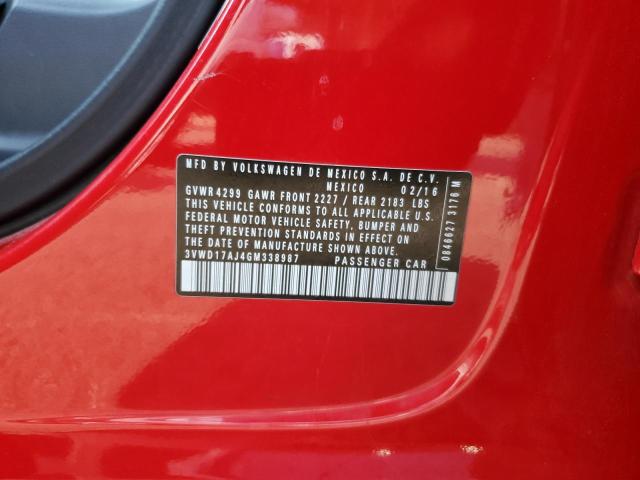 MFD BY VOLKSWAGEN DE MEXICO S.A. DE C.V.
MEXICO 02/16
GVWR 4299 GAWR FRONT 2227 / REAR 2183 LBS
THIS VEHICLE CONFORMS TO ALL APPLICABLE U.S.
FEDERAL MOTOR VEHICLE SAFETY, BUMPER AND
THEFT PREVENTION STANDARDS IN EFFECT ON
THE DATE OF MANUFACTURE SHOWN ABOVE.
3VWD17AJ4GM338987 PASSENGER CAR
0846627 3176 M